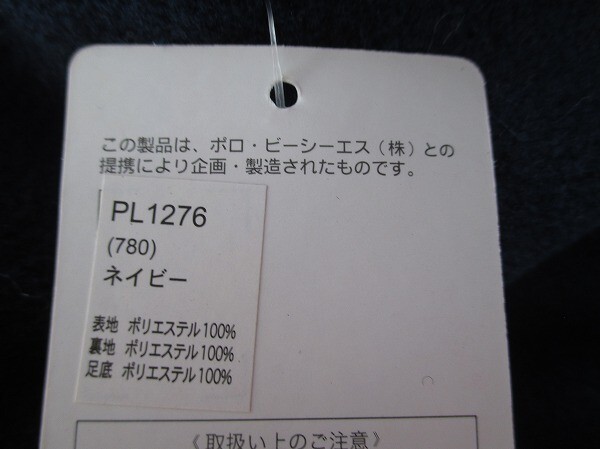 この製品は、ポロ・ビーシーエス（株）との
提携により企画・製造されたものです。
PL1276
(780)
ネイビー
表地 ポリエステル100%
裏地 ポリエステル100%
足底 ポリエステル100%
《取扱い上のご注意》